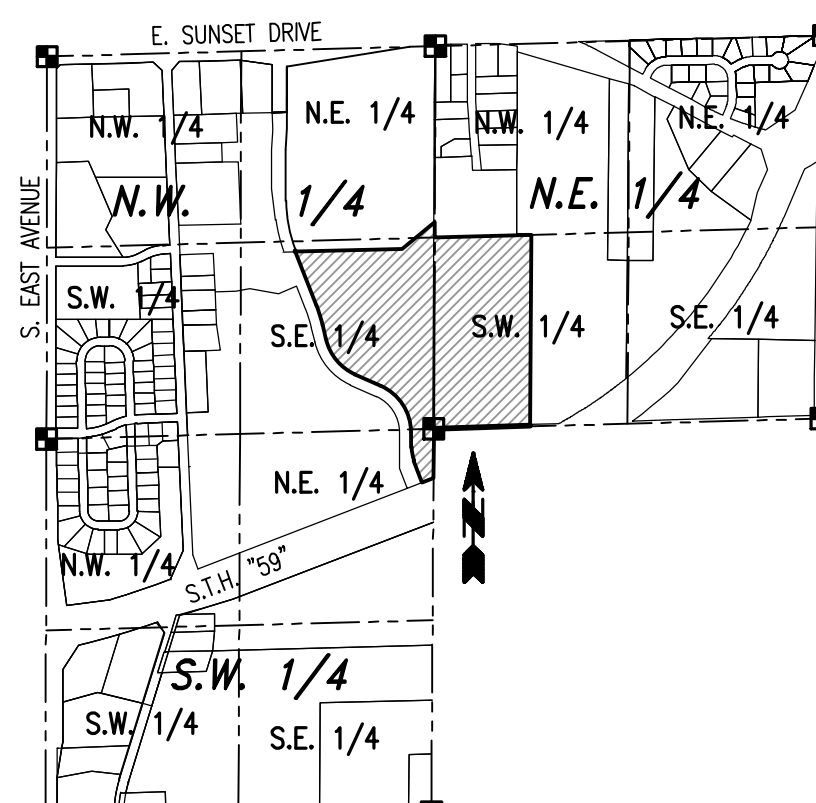 E. SUNSET DRIVE
N.E. 1/4
N.W. 1/4
N.W. 1/4
N.E. 1/4
N.W. 1/4
N.E. 1/4
S. EAST AVENUE
S.W. 1/4
S.E. 1/4
S.W. 1/4
S.E. 1/4
N.E. 1/4
N
N.W. 1/4
S.T.H. "59"
S.W. 1/4
S.W. 1/4
S.E. 1/4